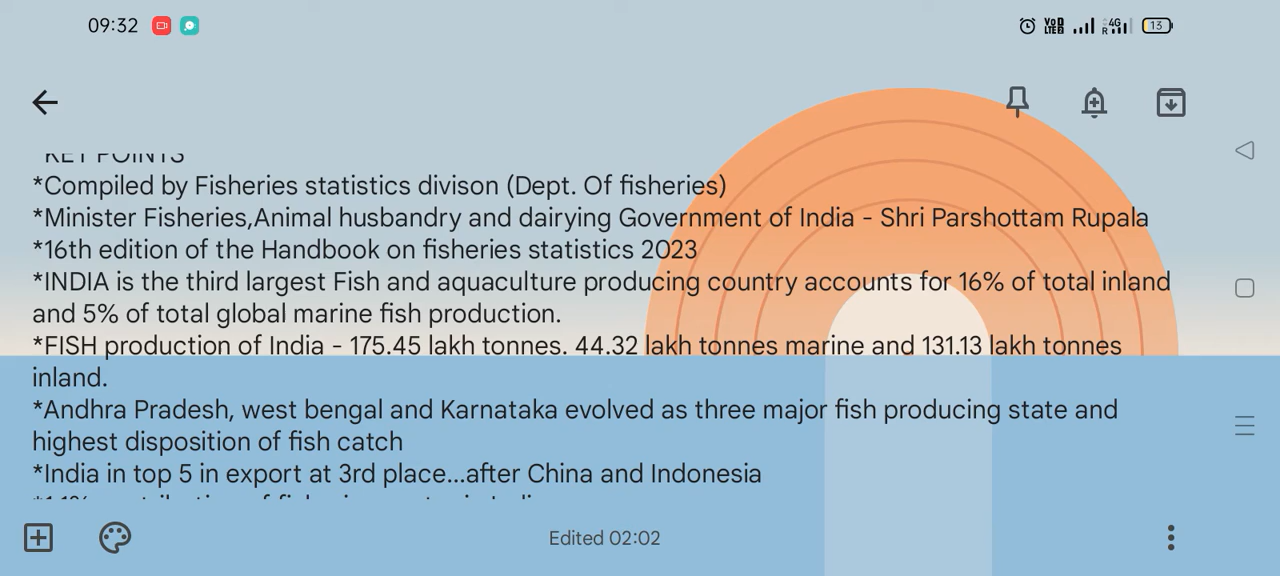 09:32
VoD
LTE2
4G
R
13
KEY POINTS
*Compiled by Fisheries statistics divison (Dept. Of fisheries)
*Minister Fisheries,Animal husbandry and dairying Government of India - Shri Parshottam Rupala
*16th edition of the Handbook on fisheries statistics 2023
*INDIA is the third largest Fish and aquaculture producing country accounts for 16% of total inland
and 5% of total global marine fish production.
*FISH production of India - 175.45 lakh tonnes. 44.32 lakh tonnes marine and 131.13 lakh tonnes
inland.
*Andhra Pradesh, west bengal and Karnataka evolved as three major fish producing state and
highest disposition of fish catch
*India in top 5 in export at 3rd place...after China and Indonesia
Edited 02:02